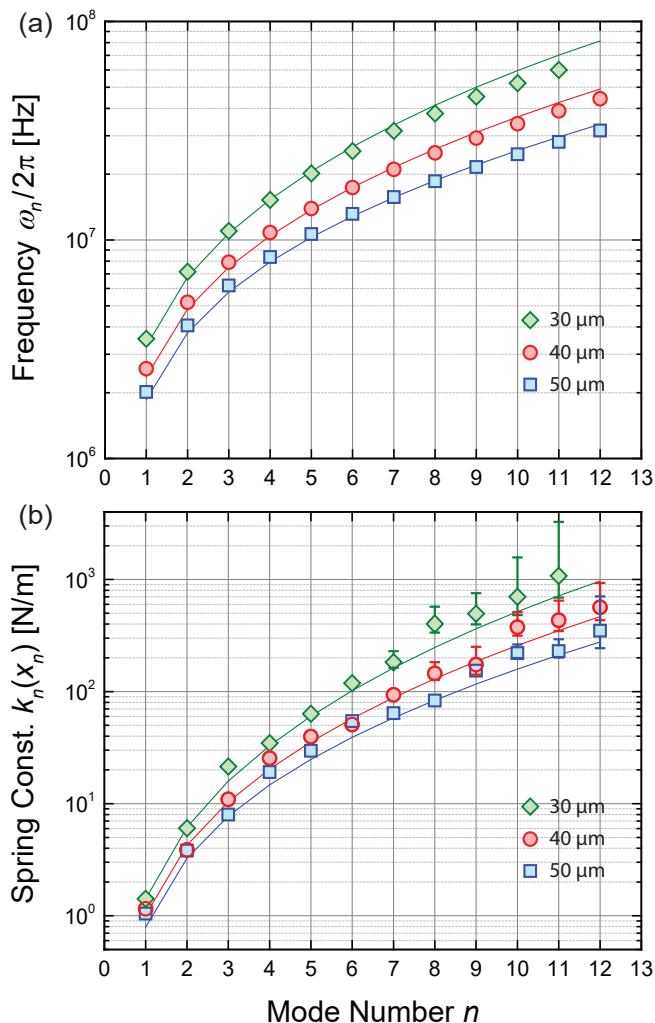 (a)
10⁸
10⁷
10⁶
Frequency ωₙ/2π [Hz]
30 μm
40 μm
50 μm
0 1 2 3 4 5 6 7 8 9 10 11 12 13
(b)
10³
10²
10¹
10⁰
Spring Const. kₙ(xₙ) [N/m]
30 μm
40 μm
50 μm
0 1 2 3 4 5 6 7 8 9 10 11 12 13
Mode Number n